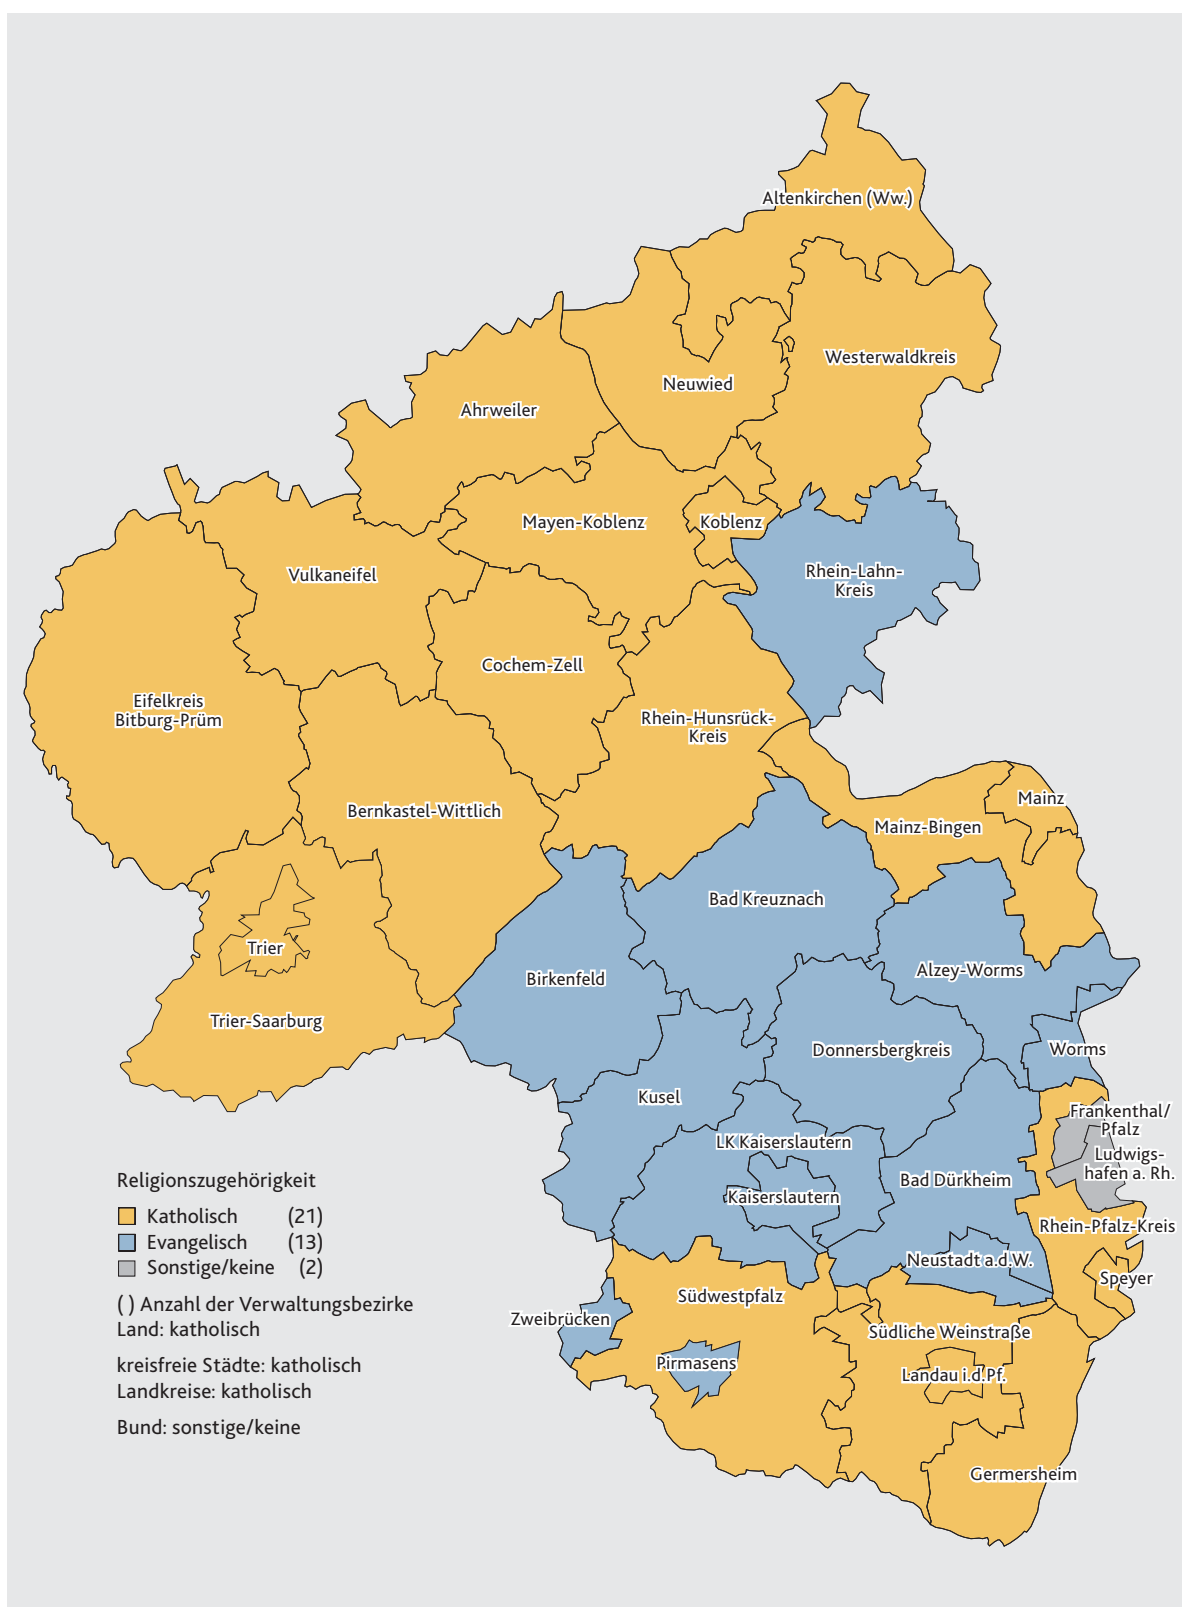 Altenkirchen (Ww.)
Westerwaldkreis
Neuwied
Ahrweiler
Mayen-Koblenz
Koblenz
Vulkaneifel
Rhein-Lahn-
Kreis
Cochem-Zell
Eifelkreis
Bitburg-Prüm
Rhein-Hunsrück-
Kreis
Mainz
Bernkastel-Wittlich
Mainz-Bingen
Bad Kreuznach
Trier
Alzey-Worms
Birkenfeld
Trier-Saarburg
Donnersbergkreis
Worms
Kusel
Frankenthal/
Pfalz
LK Kaiserslautern
Ludwigs-
hafen a. Rh.
Bad Dürkheim
Kaiserslautern
Rhein-Pfalz-Kreis
Neustadt a.d.W.
Speyer
Südwestpfalz
Zweibrücken
Südliche Weinstraße
Pirmasens
Landau i.d.Pf.
Germersheim
Religionszugehörigkeit
Katholisch (21)
Evangelisch (13)
Sonstige/keine (2)
( ) Anzahl der Verwaltungsbezirke
Land: katholisch
kreisfreie Städte: katholisch
Landkreise: katholisch
Bund: sonstige/keine